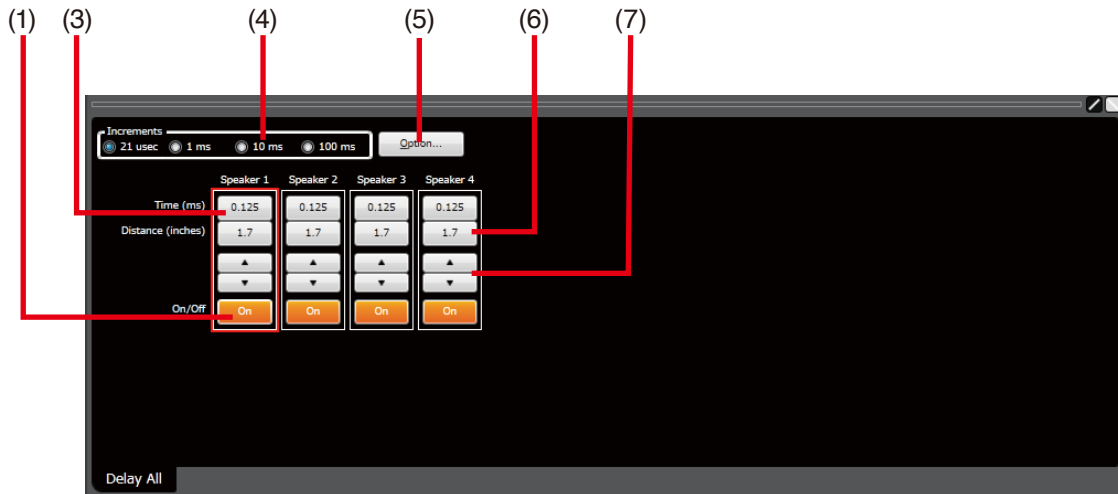 (1) (3) (4) (5) (6) (7)
Increments
21 usec 1 ms 10 ms 100 ms Option...
Speaker 1 Speaker 2 Speaker 3 Speaker 4
Time (ms) 0.125 0.125 0.125 0.125
Distance (inches) 1.7 1.7 1.7 1.7
On/Off On On On On
Delay All